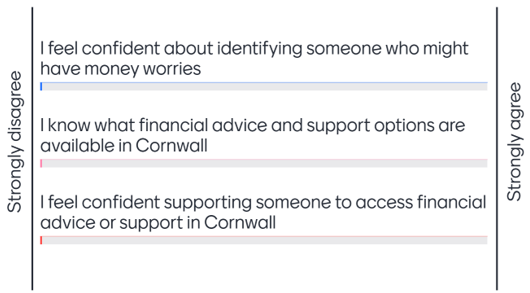 Strongly disagree
I feel confident about identifying someone who might
have money worries
I know what financial advice and support options are
available in Cornwall
I feel confident supporting someone to access financial
advice or support in Cornwall
Strongly agree